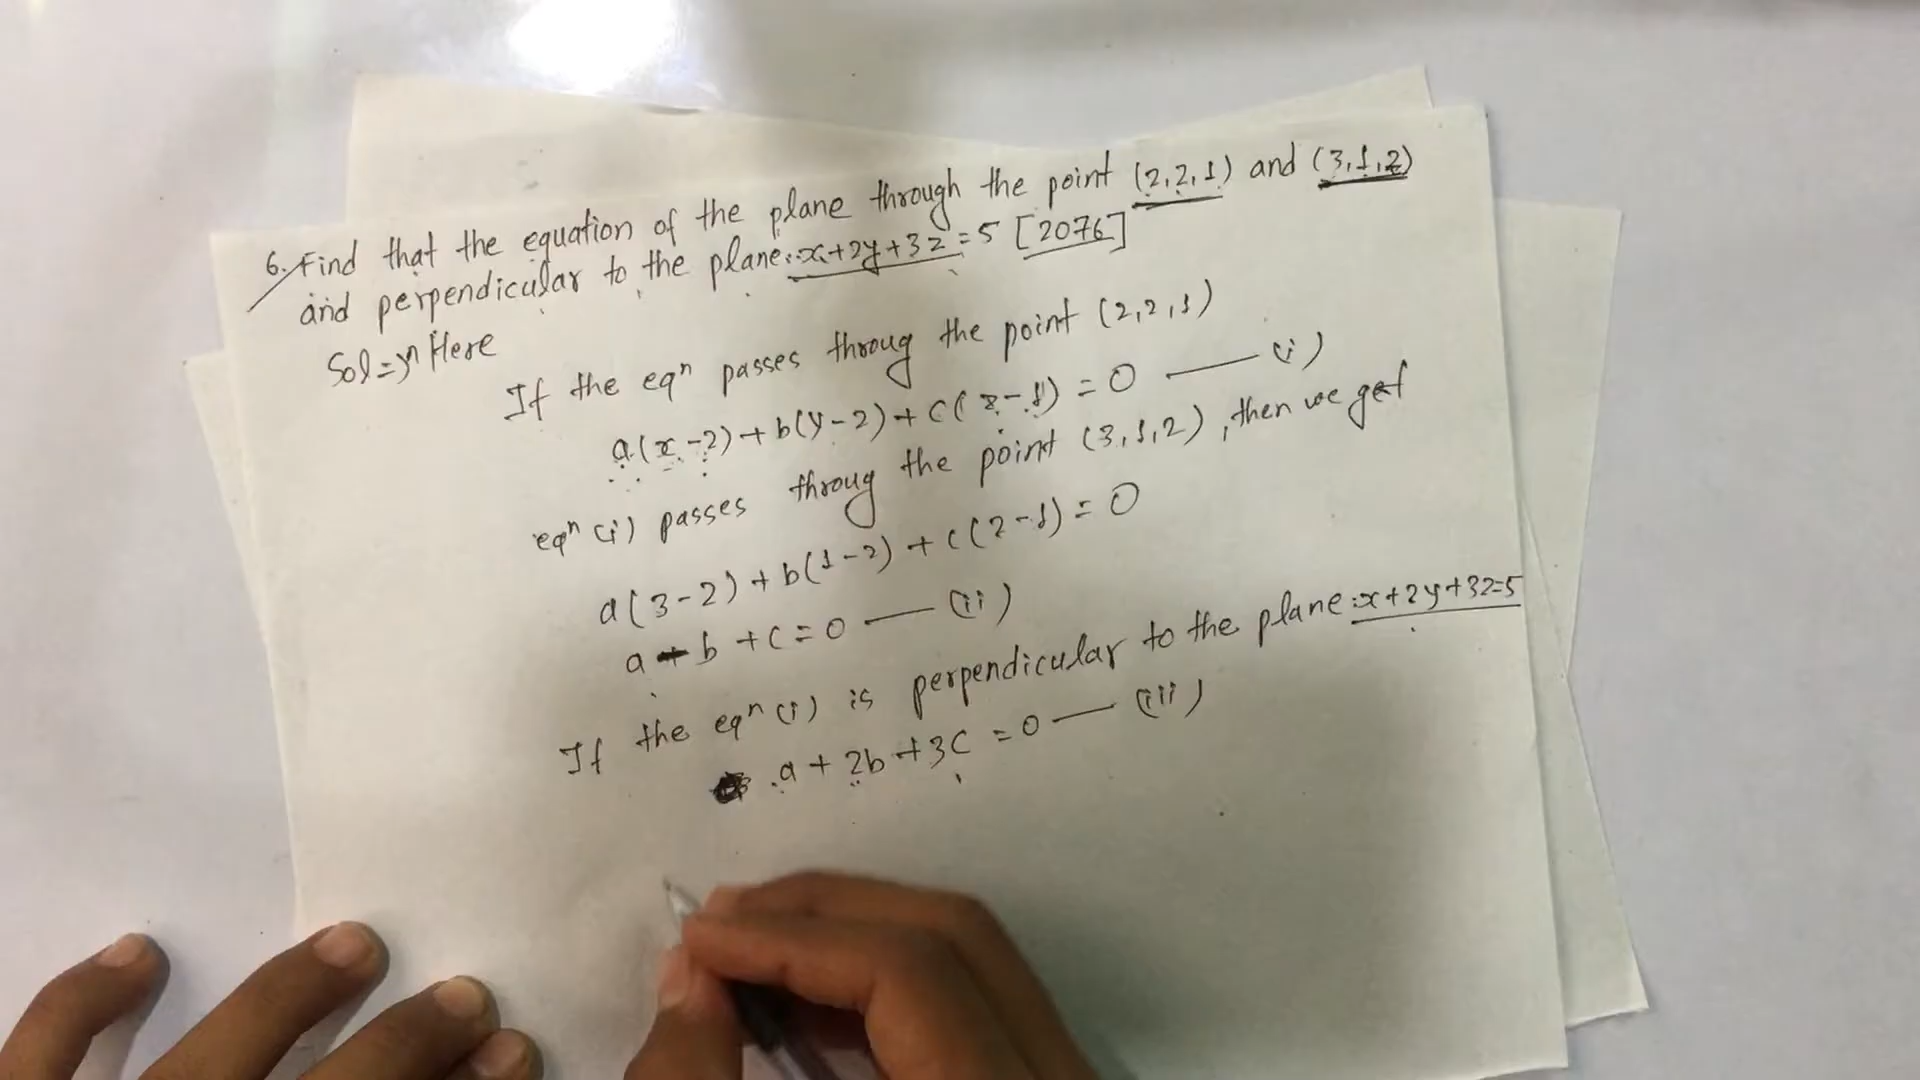 6. Find that the equation of the plane through the point (2,2,1) and (3,1,2)
and perpendicular to the plane x+2y+3z=5 [2076]
Sol=yn Here
If the eqn passes throug the point (2,2,1)
a(x-2)+b(y-2)+c(z-1)=0 —— (i)
eqn (i) passes throug the point (3,1,2), then we get
a(3-2)+b(1-2)+c(2-1)=0
a-b+c=0 —— (ii)
If the eqn (i) is perpendicular to the plane x+2y+3z=5
a+2b+3c=0 —— (iii)